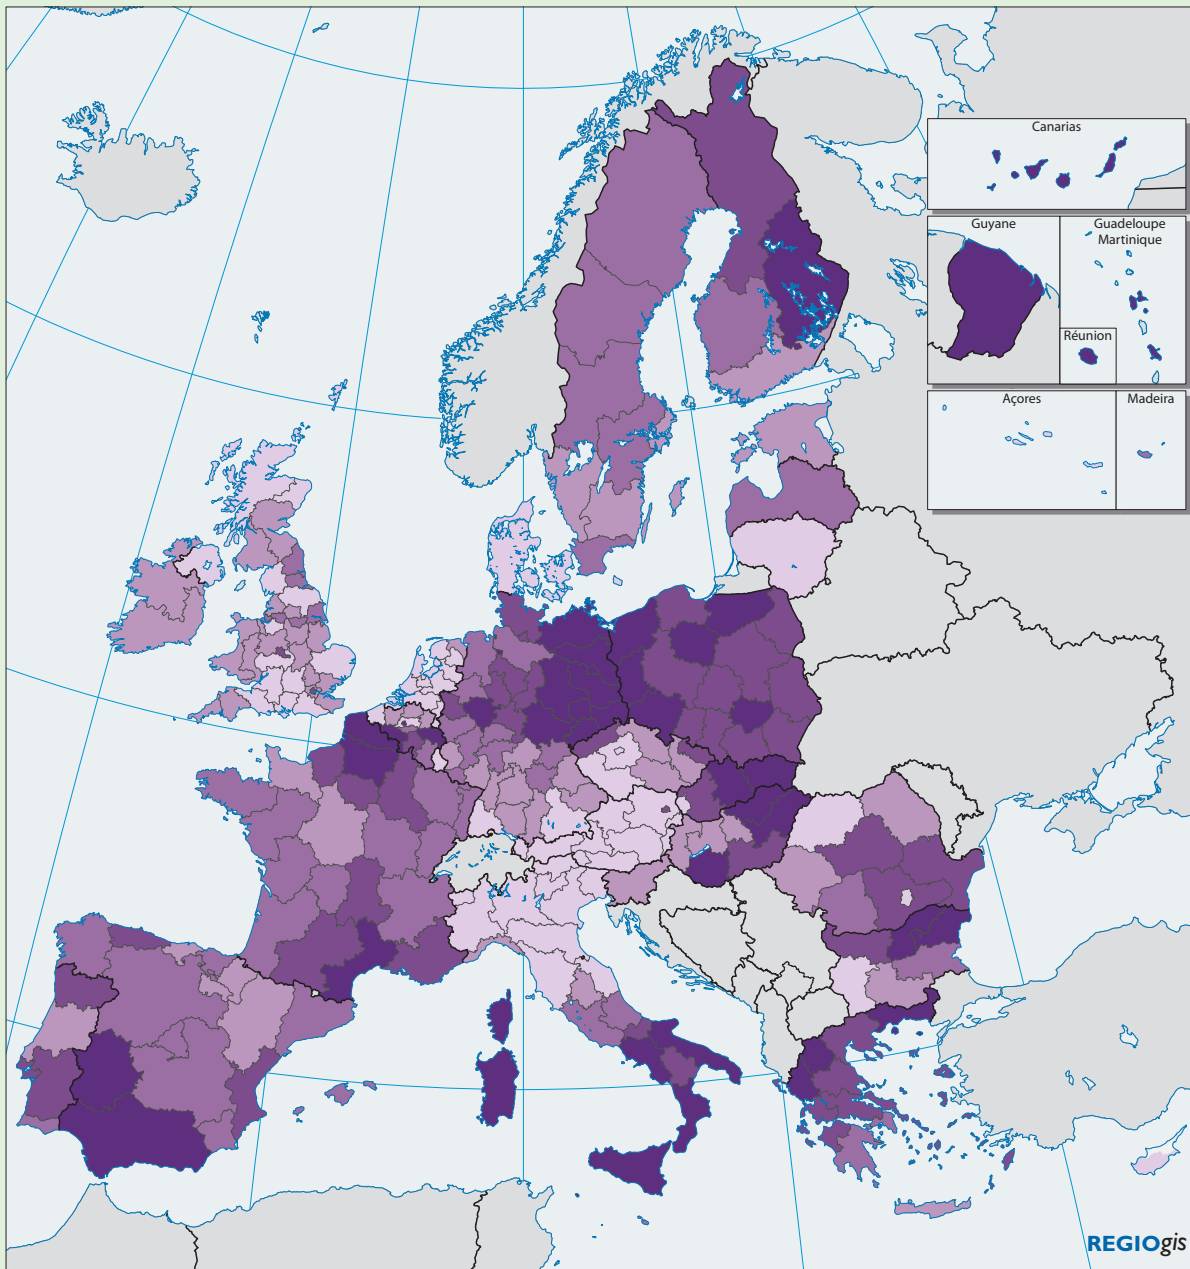 Canarias
Guyane
Guadeloupe
Martinique
Réunion
Açores
Madeira
REGIOgis